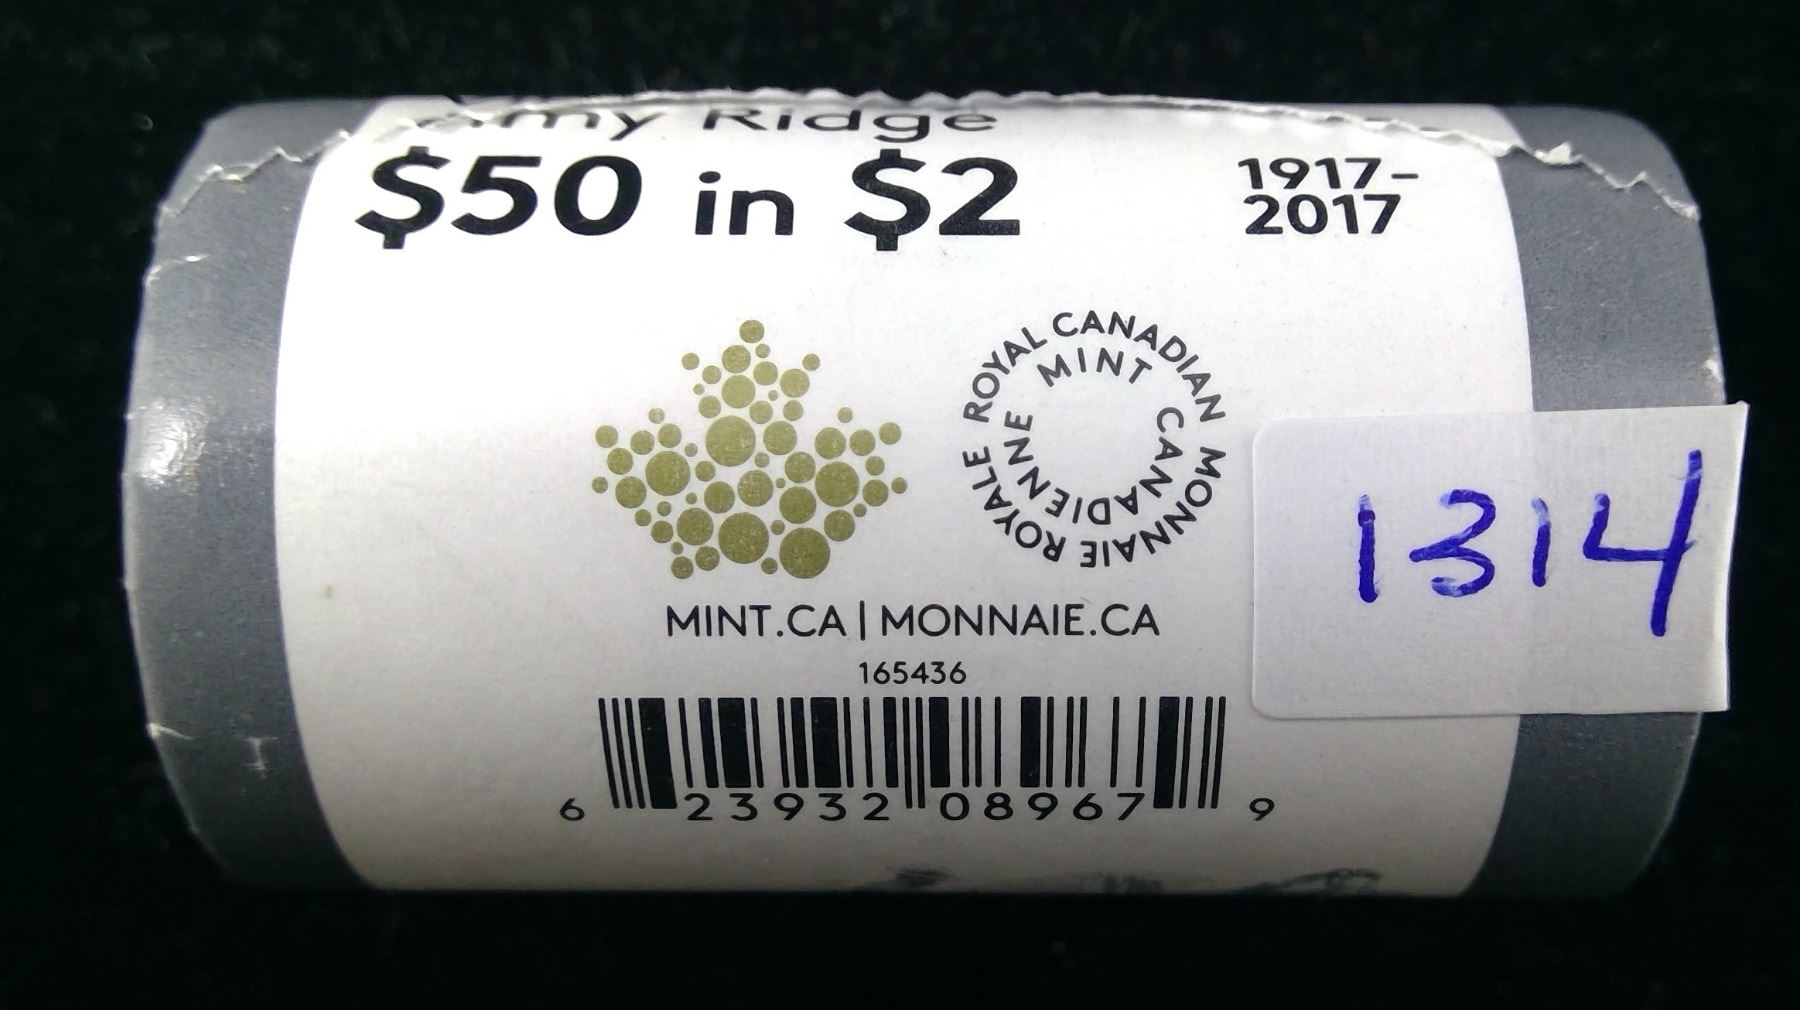 Ridge
$50 in $2
1917-
2017
ROYAL CANADIAN MINT
MONNAIE ROYALE CANADIENNE
1314
MINT.CA | MONNAIE.CA
165436
6 23932 08967 9